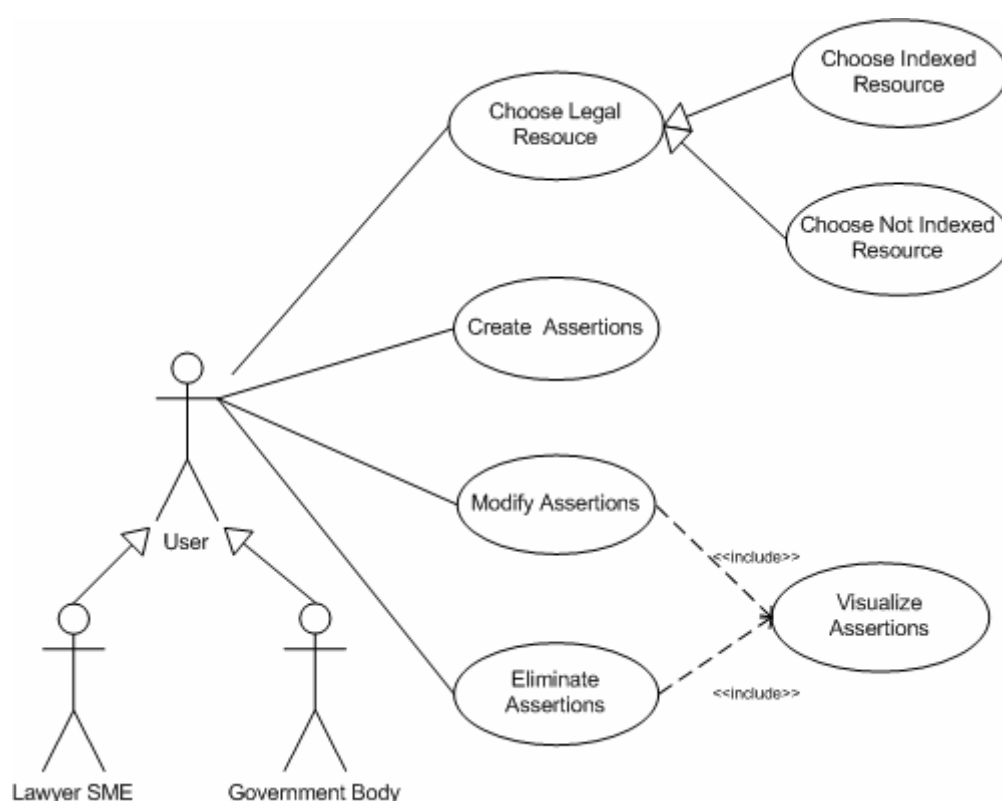 Choose Indexed
Resource
Choose Legal
Resouce
Choose Not Indexed
Resource
Create Assertions
Modify Assertions
User
<<include>>
Visualize
Assertions
Eliminate
Assertions
<<include>>
Lawyer SME
Government Body